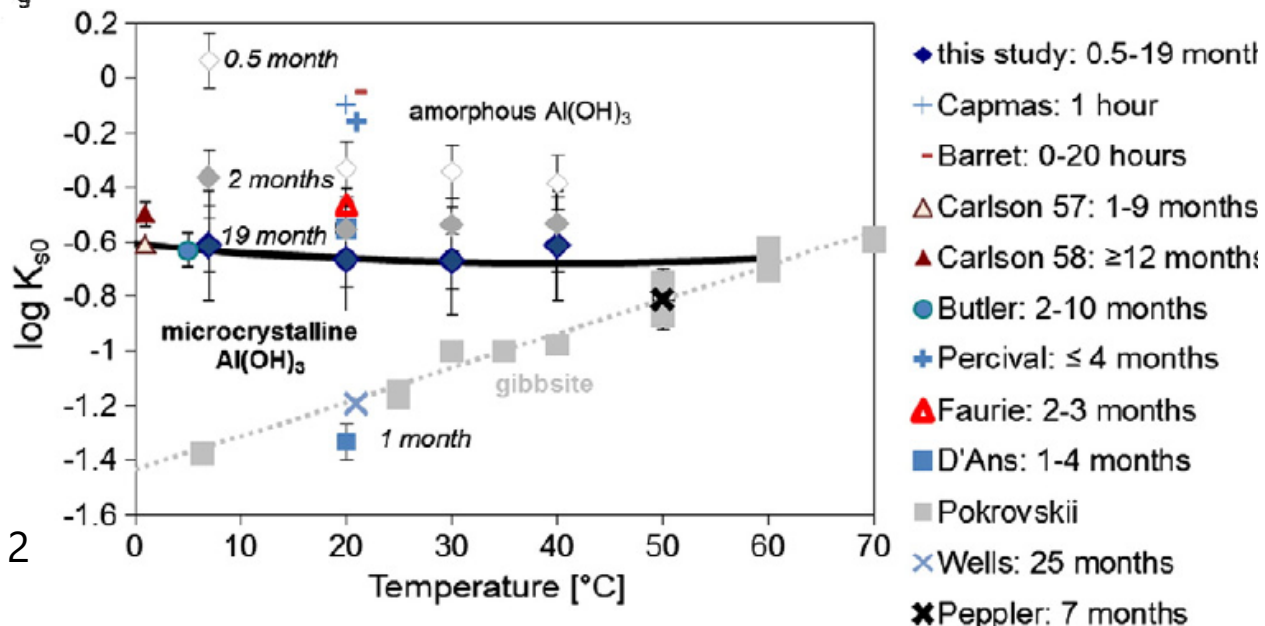 0.2
0
-0.2
-0.4
-0.6
-0.8
-1
-1.2
-1.4
-1.6
log Ks0
0.5 month
2 months
19 month
amorphous Al(OH)3
microcrystalline
Al(OH)3
gibbsite
1 month
2
0 10 20 30 40 50 60 70
Temperature [°C]
this study: 0.5-19 month
Capmas: 1 hour
Barret: 0-20 hours
Carlson 57: 1-9 months
Carlson 58: ≥12 months
Butler: 2-10 months
Percival: ≤ 4 months
Faurie: 2-3 months
D'Ans: 1-4 months
Pokrovskii
Wells: 25 months
Peppler: 7 months